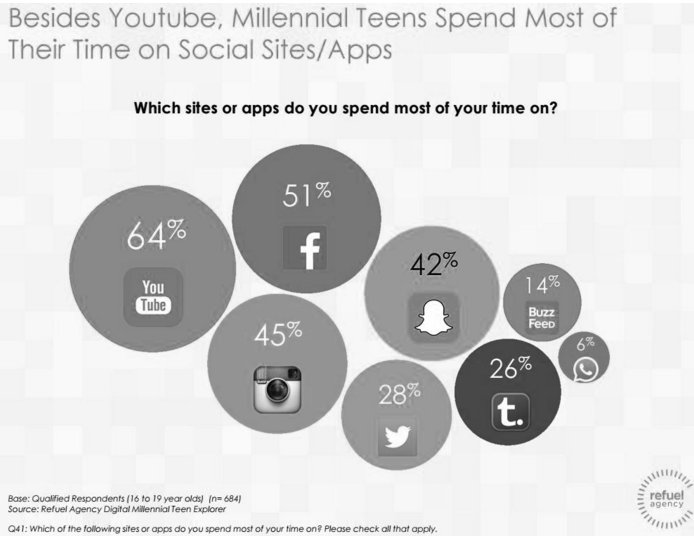 Besides Youtube, Millennial Teens Spend Most of
Their Time on Social Sites/Apps
Which sites or apps do you spend most of your time on?
64%
You
Tube
51%
f
45%
42%
28%
26%
t.
14%
Buzz
FeeD
6%
Base: Qualified Respondents (16 to 19 year olds) (n= 684)
Source: Refuel Agency Digital Millennial Teen Explorer
Q41: Which of the following sites or apps do you spend most of your time on? Please check all that apply.
refuel
agency